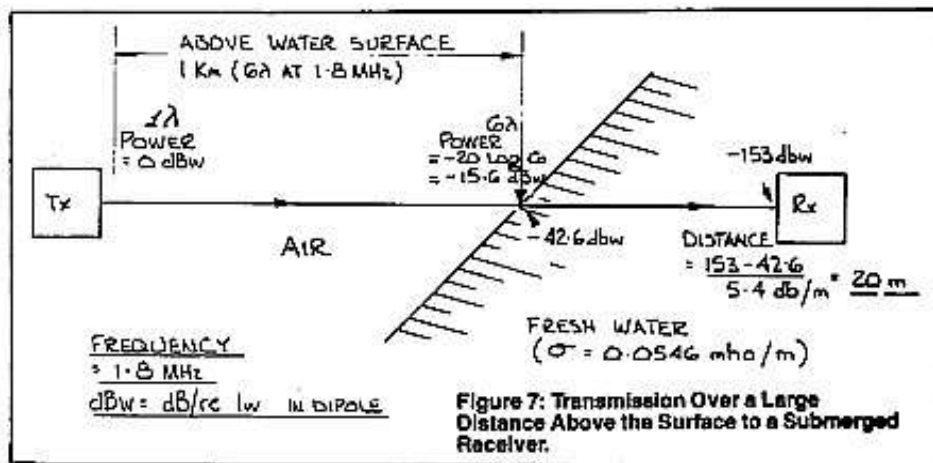 ABOVE WATER SURFACE
1 Km (6λ AT 1.8 MHz)
1λ
POWER
= 0 dBW
6λ
POWER
= -20 LOG 6
= -15.6 dBW
-153 dbw
Tx
Rx
AIR
-42.6 dbw
DISTANCE
= 153-42.6
5.4 db/m = 20 m
FRESH WATER
(σ = 0.0546 mho/m)
FREQUENCY
= 1.8 MHz
dBW = dB/re 1w IN DIPOLE
Figure 7: Transmission Over a Large
Distance Above the Surface to a Submerged
Receiver.